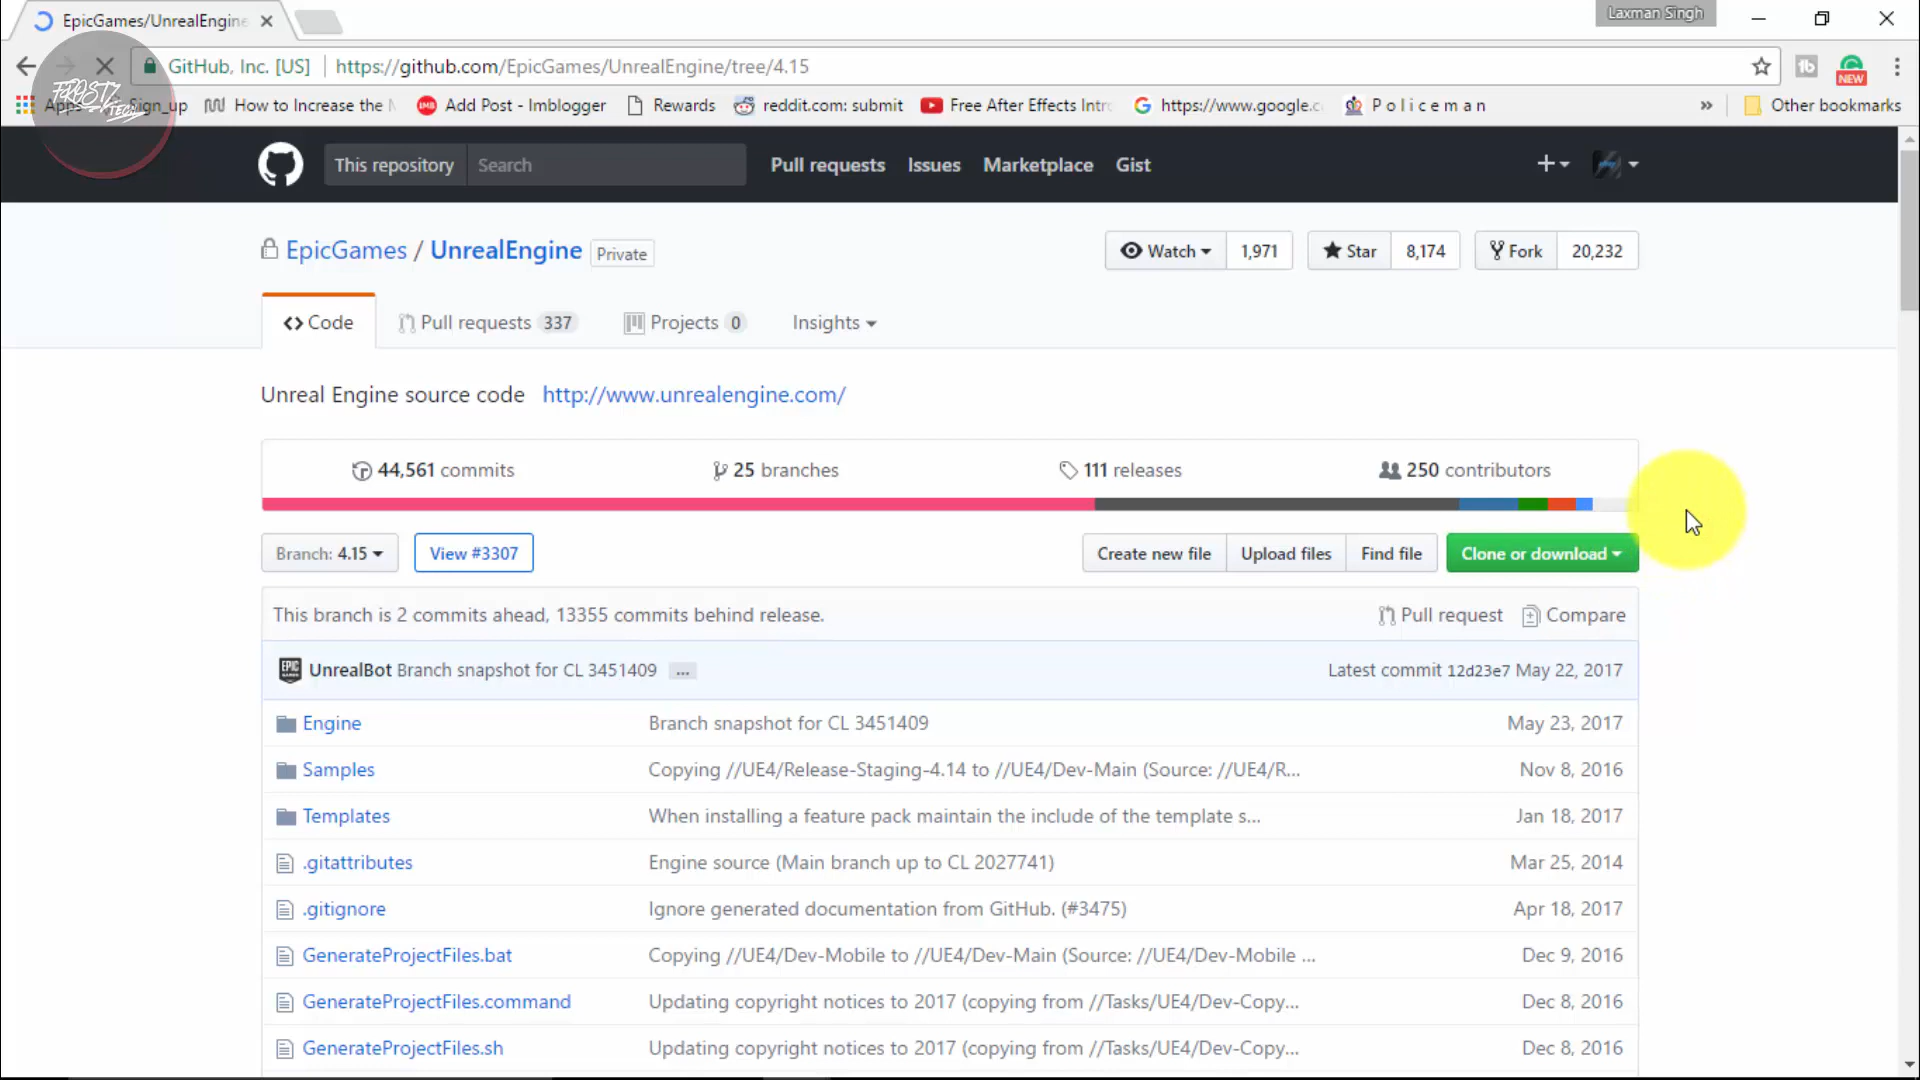 EpicGames/UnrealEngine
Laxman Singh
GitHub, Inc. [US] https://github.com/EpicGames/UnrealEngine/tree/4.15
FROSTZ TECH
Apps Sign_up How to Increase the N Add Post - Imblogger Rewards reddit.com: submit Free After Effects Intro https://www.google.c P o l i c e m a n » Other bookmarks
NEW
This repository Search Pull requests Issues Marketplace Gist
EpicGames / UnrealEngine Private Watch 1,971 Star 8,174 Fork 20,232
Code Pull requests 337 Projects 0 Insights
Unreal Engine source code http://www.unrealengine.com/
44,561 commits 25 branches 111 releases 250 contributors
Branch: 4.15 View #3307 Create new file Upload files Find file Clone or download
This branch is 2 commits ahead, 13355 commits behind release. Pull request Compare
UnrealBot Branch snapshot for CL 3451409 ... Latest commit 12d23e7 May 22, 2017
Engine Branch snapshot for CL 3451409 May 23, 2017
Samples Copying //UE4/Release-Staging-4.14 to //UE4/Dev-Main (Source: //UE4/R... Nov 8, 2016
Templates When installing a feature pack maintain the include of the template s... Jan 18, 2017
.gitattributes Engine source (Main branch up to CL 2027741) Mar 25, 2014
.gitignore Ignore generated documentation from GitHub. (#3475) Apr 18, 2017
GenerateProjectFiles.bat Copying //UE4/Dev-Mobile to //UE4/Dev-Main (Source: //UE4/Dev-Mobile ... Dec 9, 2016
GenerateProjectFiles.command Updating copyright notices to 2017 (copying from //Tasks/UE4/Dev-Copy... Dec 8, 2016
GenerateProjectFiles.sh Updating copyright notices to 2017 (copying from //Tasks/UE4/Dev-Copy... Dec 8, 2016